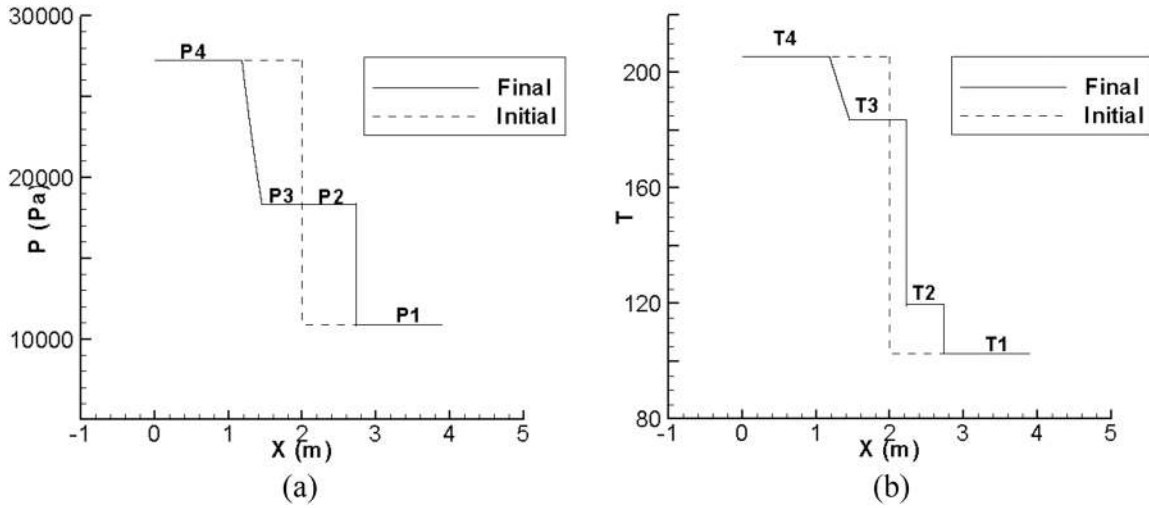 30000
20000
10000
P (Pa)
P4
P3
P2
P1
Final
Initial
-1
0
1
2
3
4
5
X (m)
(a)
200
160
120
80
T
T4
T3
T2
T1
Final
Initial
-1
0
1
2
3
4
5
X (m)
(b)